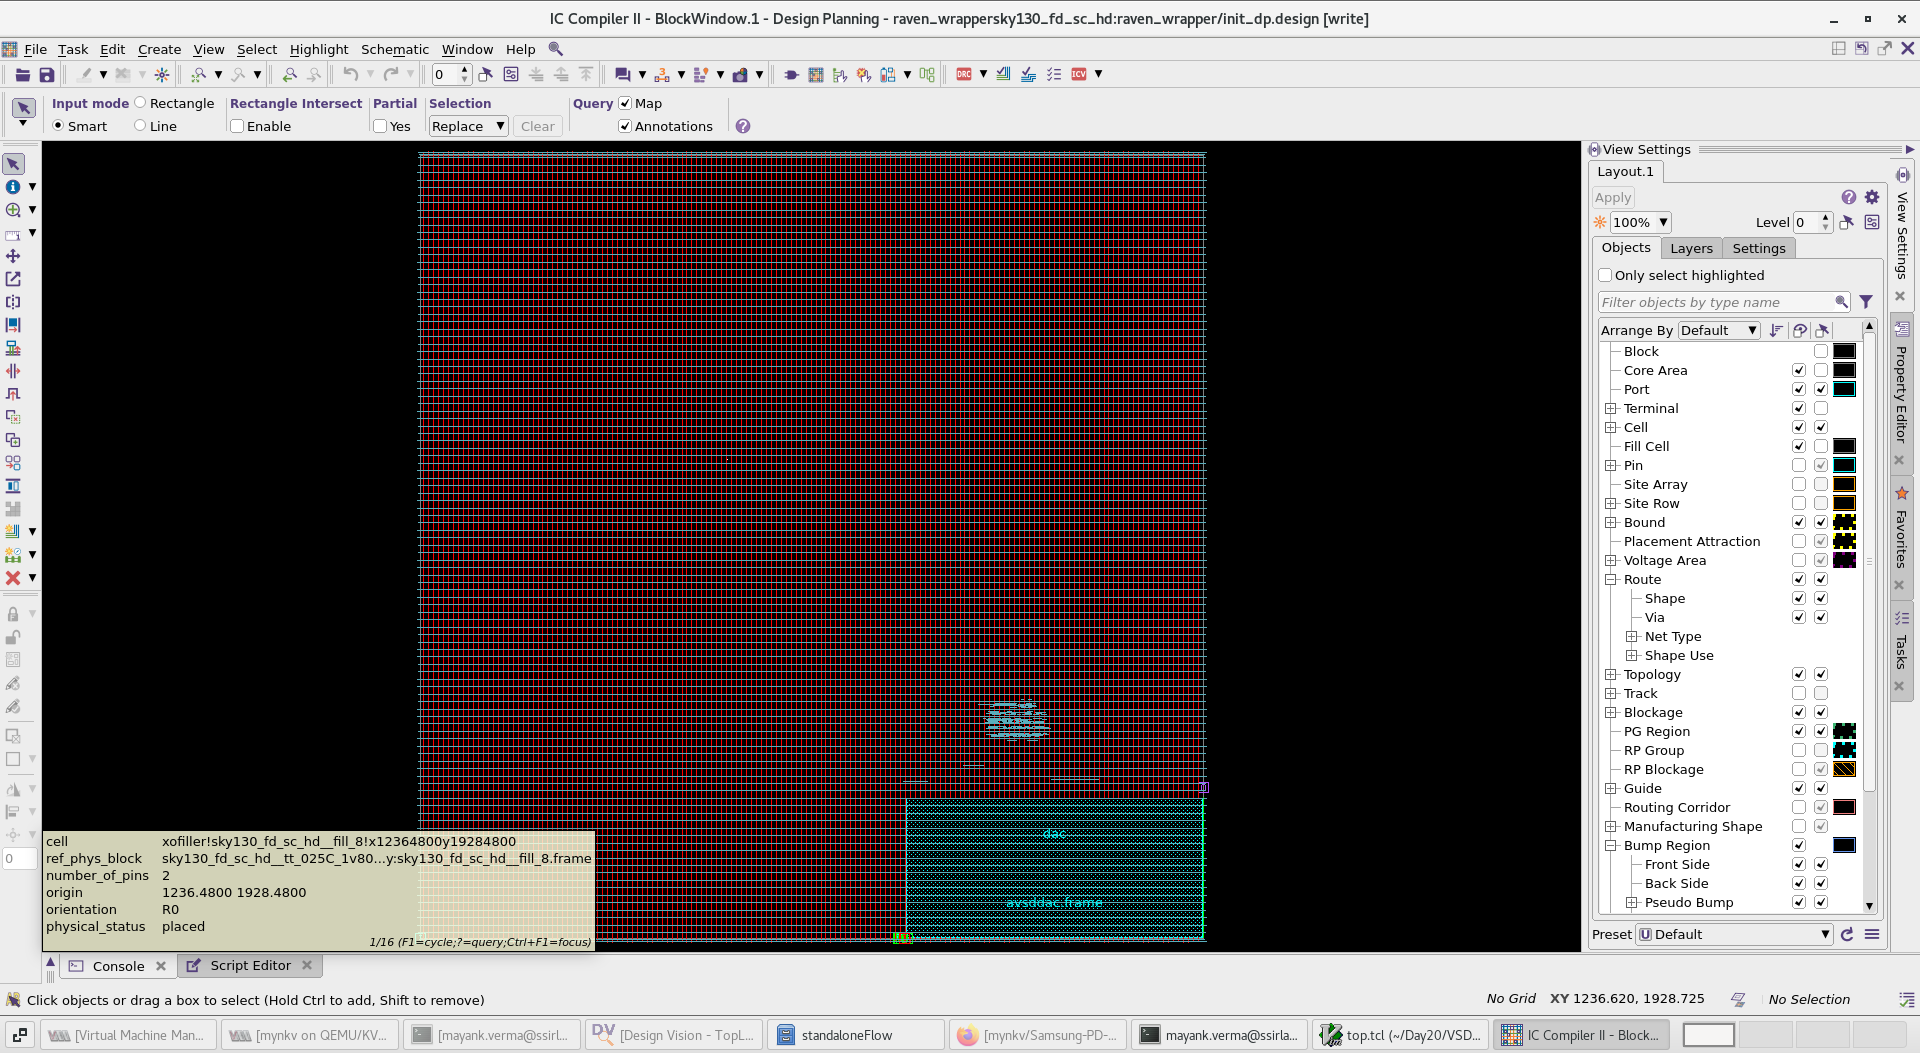 IC Compiler II - BlockWindow.1 - Design Planning - raven_wrappersky130_fd_sc_hd:raven_wrapper/init_dp.design [write]
File Task Edit Create View Select Highlight Schematic Window Help
0
DRC ICV
Input mode Rectangle Rectangle Intersect Partial Selection Query Map
Smart Line Enable Yes Replace Clear Annotations
View Settings
Layout.1
Apply
100% Level 0
Objects Layers Settings
Only select highlighted
Filter objects by type name
Arrange By Default
Block
Core Area
Port
Terminal
Cell
Fill Cell
Pin
Site Array
Site Row
Bound
Placement Attraction
Voltage Area
Route
Shape
Via
Net Type
Shape Use
Topology
Track
Blockage
PG Region
RP Group
RP Blockage
Guide
Routing Corridor
Manufacturing Shape
Bump Region
Front Side
Back Side
Pseudo Bump
Preset Default
View Settings
Property Editor
Favorites
Tasks
dac
avsddac.frame
0
cell xofiller!sky130_fd_sc_hd__fill_8!x12364800y19284800
ref_phys_block sky130_fd_sc_hd__tt_025C_1v80...y:sky130_fd_sc_hd__fill_8.frame
number_of_pins 2
origin 1236.4800 1928.4800
orientation R0
physical_status placed
1/16 (F1=cycle;?=query;Ctrl+F1=focus)
Console Script Editor
Click objects or drag a box to select (Hold Ctrl to add, Shift to remove)
No Grid XY 1236.620, 1928.725 No Selection
[Virtual Machine Man... [mynkv on QEMU/KV... [mayank.verma@ssirl... [Design Vision - TopL... standaloneFlow [mynkv/Samsung-PD-... mayank.verma@ssirla... top.tcl (~/Day20/VSD... IC Compiler II - Block...